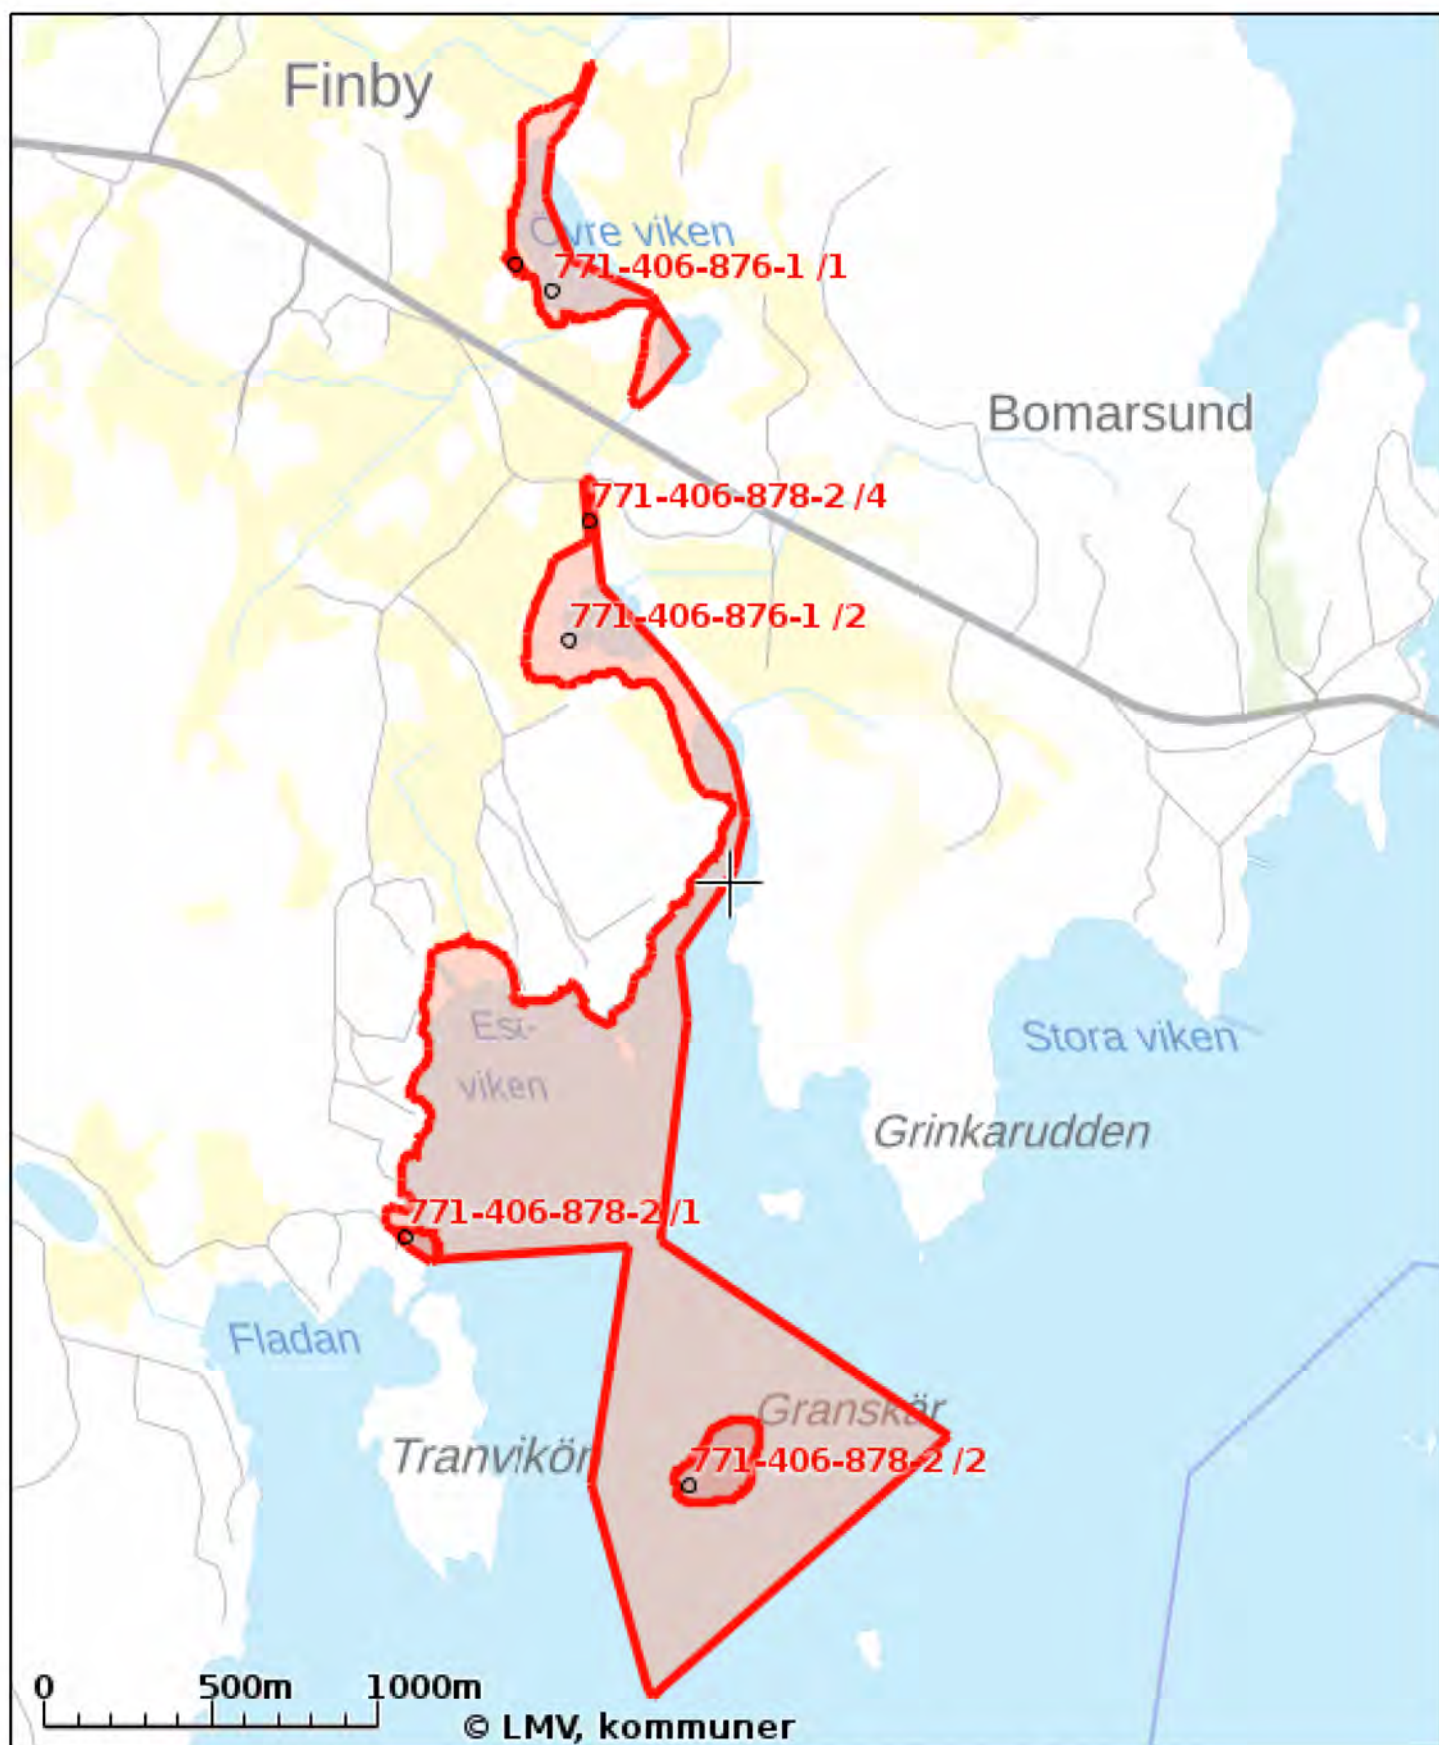 Finby
Övre viken
771-406-876-1 /1
Bomarsund
771-406-878-2 /4
771-406-876-1 /2
Esi-
viken
Stora viken
Grinkarudden
771-406-878-2 /1
Fladan
Granskär
Tranvikör
771-406-878-2 /2
0 500m 1000m
© LMV, kommuner